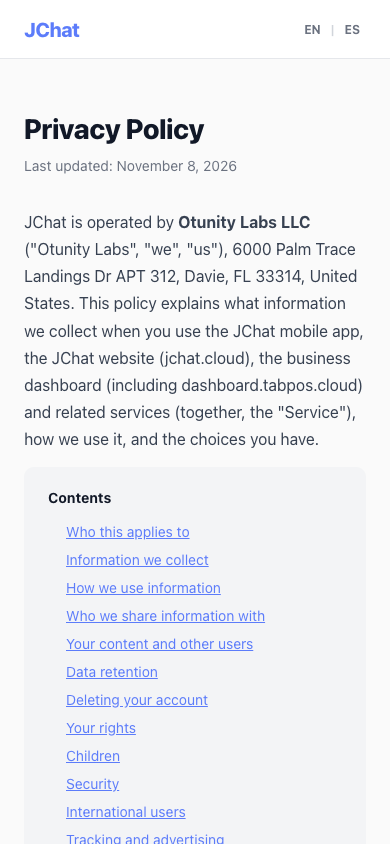 JChat
EN | ES
Privacy Policy
Last updated: November 8, 2026
JChat is operated by Otunity Labs LLC
("Otunity Labs", "we", "us"), 6000 Palm Trace
Landings Dr APT 312, Davie, FL 33314, United
States. This policy explains what information
we collect when you use the JChat mobile app,
the JChat website (jchat.cloud), the business
dashboard (including dashboard.tabpos.cloud)
and related services (together, the "Service"),
how we use it, and the choices you have.
Contents
Who this applies to
Information we collect
How we use information
Who we share information with
Your content and other users
Data retention
Deleting your account
Your rights
Children
Security
International users
Tracking and advertising